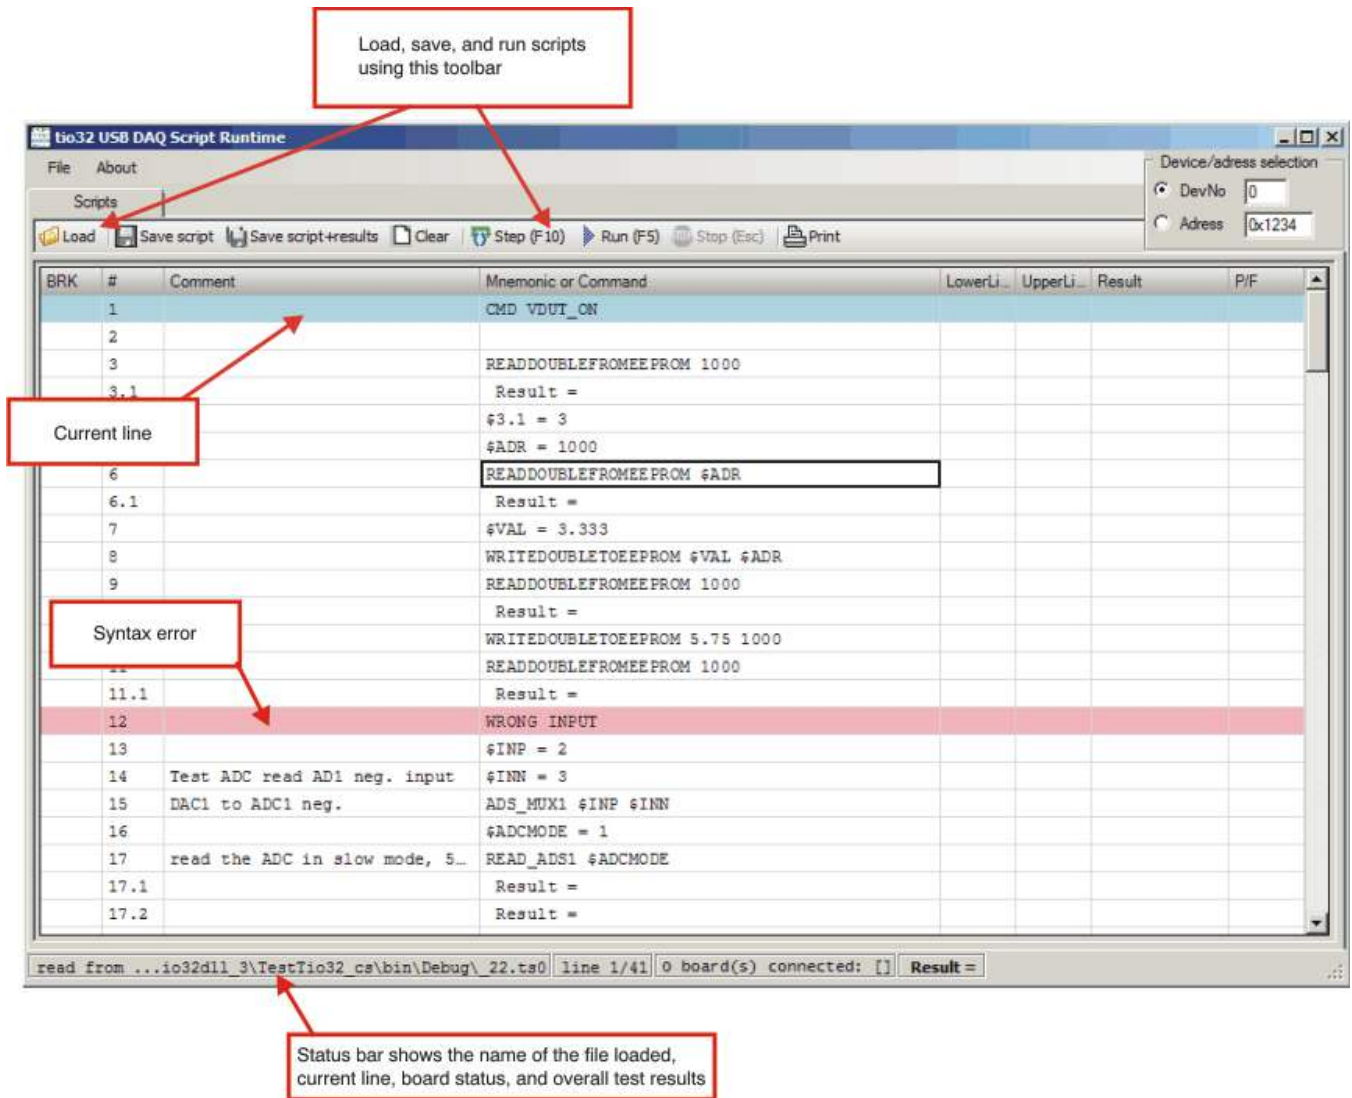 Load, save, and run scripts
using this toolbar
tio32 USB DAQ Script Runtime
File About
Device/adress selection
Scripts
DevNo 0
Load Save script Save script+results Clear Step (F10) Run (F5) Stop (Esc) Print
Adress 0x1234
BRK # Comment Mnemonic or Command LowerLi... UpperLi... Result P/F
1 CMD VDUT_ON
2
3 READDOUBLEFROMEEPROM 1000
3.1 Result =
$3.1 = 3
Current line
$ADR = 1000
6 READDOUBLEFROMEEPROM $ADR
6.1 Result =
7 $VAL = 3.333
8 WRITEDOUBLETOEEPROM $VAL $ADR
9 READDOUBLEFROMEEPROM 1000
Result =
Syntax error
WRITEDOUBLETOEEPROM 5.75 1000
11 READDOUBLEFROMEEPROM 1000
11.1 Result =
12 WRONG INPUT
13 $INP = 2
14 Test ADC read AD1 neg. input $INN = 3
15 DAC1 to ADC1 neg. ADS_MUX1 $INP $INN
16 $ADCMODE = 1
17 read the ADC in slow mode, 5... READ_ADS1 $ADCMODE
17.1 Result =
17.2 Result =
read from ...io32dll_3\TestTio32_cs\bin\Debug\_22.ts0 line 1/41 0 board(s) connected: [] Result =
Status bar shows the name of the file loaded,
current line, board status, and overall test results